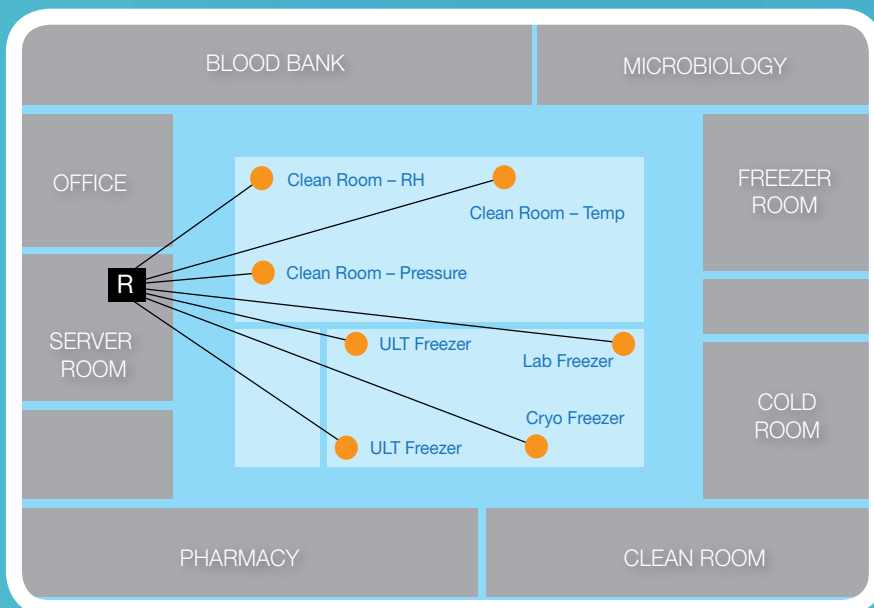 BLOOD BANK
MICROBIOLOGY
OFFICE
Clean Room – RH
Clean Room – Temp
FREEZER
ROOM
R
Clean Room – Pressure
SERVER
ROOM
ULT Freezer
Lab Freezer
Cryo Freezer
ULT Freezer
COLD
ROOM
PHARMACY
CLEAN ROOM